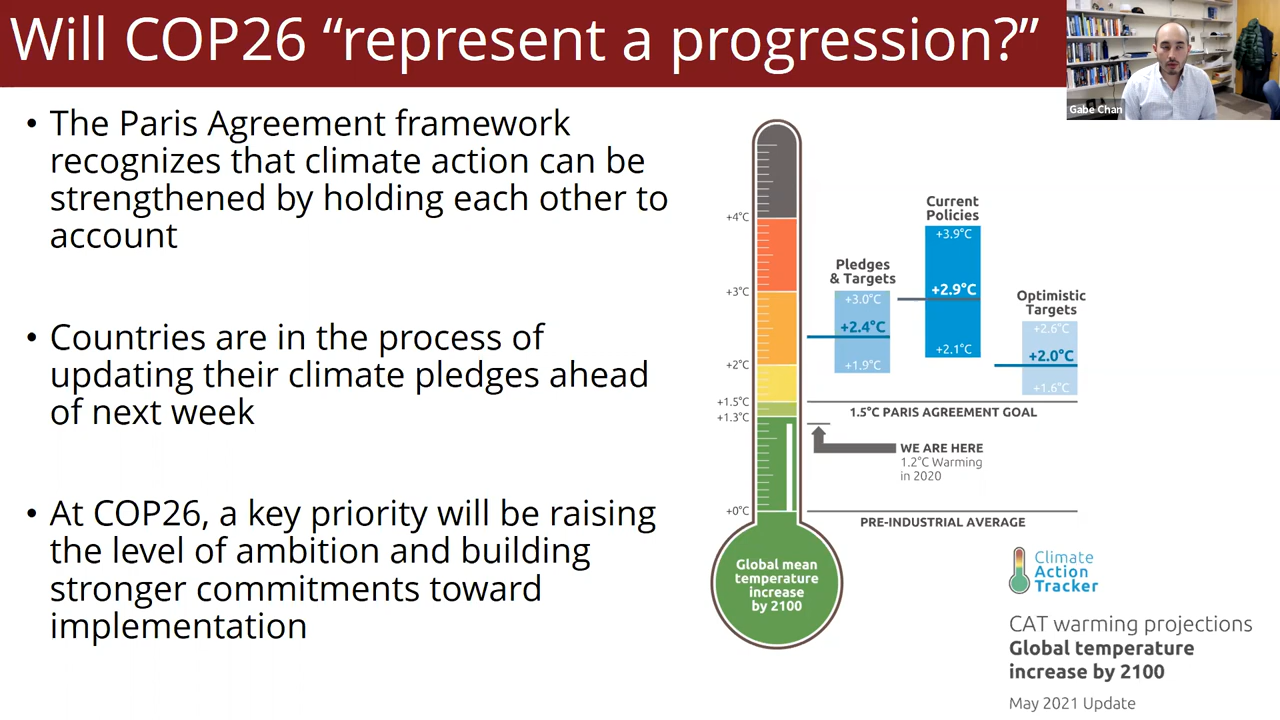 Will COP26 “represent a progression?”
Gabe Chan
• The Paris Agreement framework
recognizes that climate action can be
strengthened by holding each other to
account
• Countries are in the process of
updating their climate pledges ahead
of next week
• At COP26, a key priority will be raising
the level of ambition and building
stronger commitments toward
implementation
+4°C
+3°C
+2°C
+1.5°C
+1.3°C
+0°C
Global mean
temperature
increase
by 2100
Pledges
& Targets
+3.0°C
+2.4°C
+1.9°C
Current
Policies
+3.9°C
+2.9°C
+2.1°C
Optimistic
Targets
+2.6°C
+2.0°C
+1.6°C
1.5°C PARIS AGREEMENT GOAL
WE ARE HERE
1.2°C Warming
in 2020
PRE-INDUSTRIAL AVERAGE
Climate
Action
Tracker
CAT warming projections
Global temperature
increase by 2100
May 2021 Update